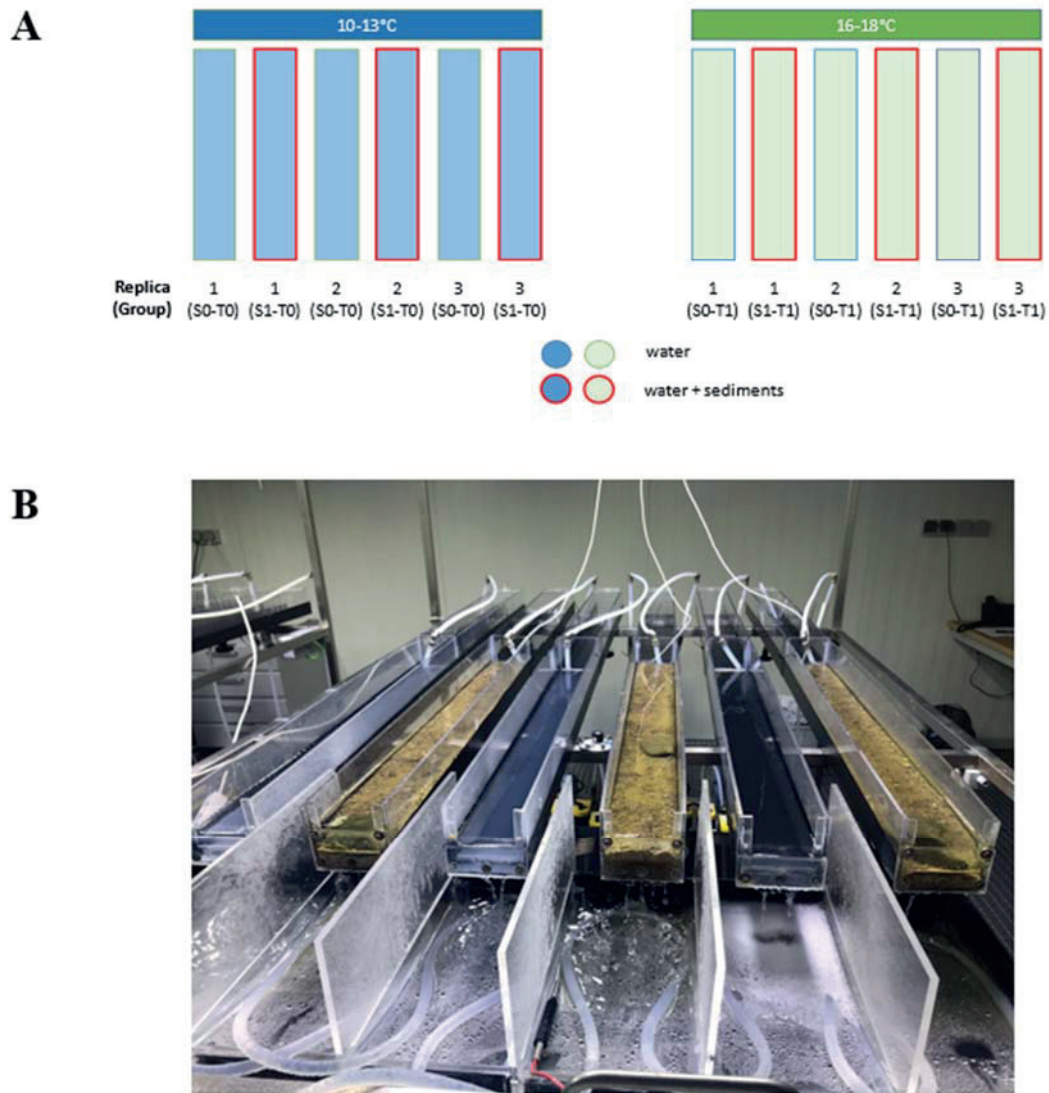 A
10-13°C
16-18°C
Replica 1 1 2 2 3 3 1 1 2 2 3 3
(Group) (S0-T0) (S1-T0) (S0-T0) (S1-T0) (S0-T0) (S1-T0) (S0-T1) (S1-T1) (S0-T1) (S1-T1) (S0-T1) (S1-T1)
water
water + sediments
B